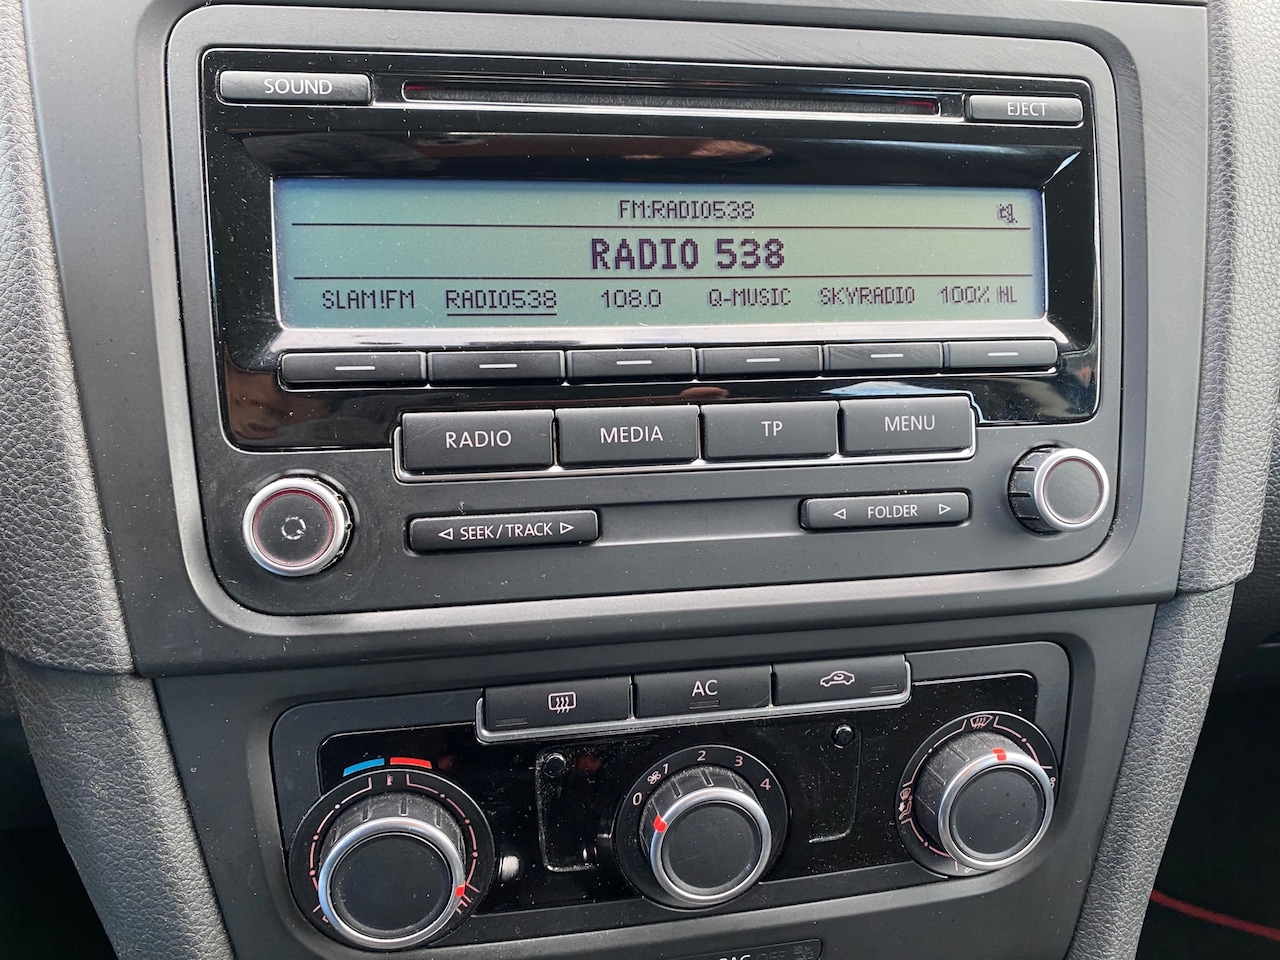 SOUND
EJECT
FM:RADIO538
RADIO 538
SLAM!FM RADIO538 108.0 Q-MUSIC SKYRADIO 100% NL
RADIO MEDIA TP MENU
SEEK/TRACK
FOLDER
AC
0 1 2 3 4